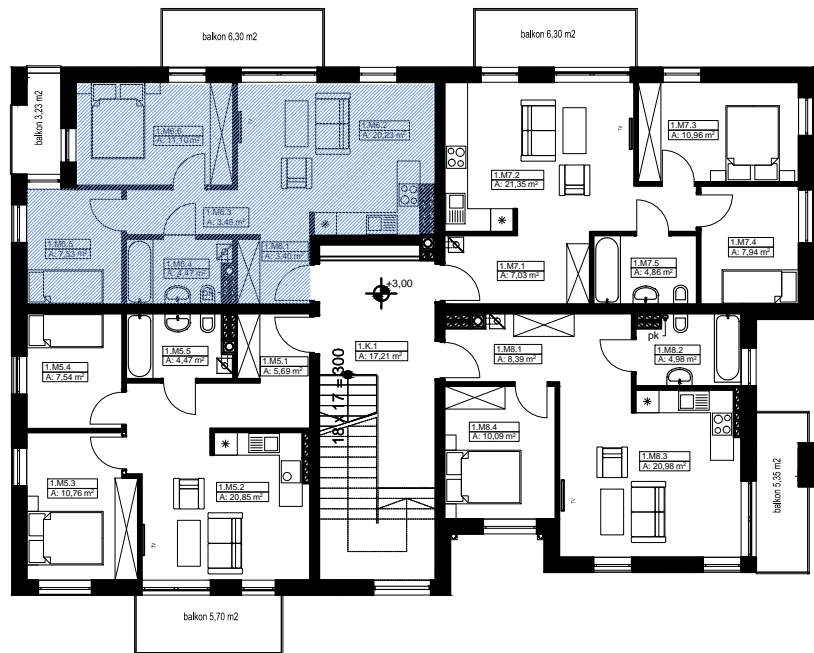 balkon 6,30 m2
balkon 6,30 m2
balkon 3,23 m2
1.M6.6
A: 11,10 m²
1.M6.2
A: 20,23 m²
TV
1.M6.3
A: 3,45 m²
1.M6.5
A: 7,53 m²
1.M6.4
A: 4,47 m²
pk
1.M6.1
A: 3,40 m²
1.M7.3
A: 10,96 m²
TV
1.M7.2
A: 21,35 m²
1.M7.4
A: 7,94 m²
1.M7.1
A: 7,03 m²
1.M7.5
A: 4,86 m²
+3,00
1.K.1
A: 17,21 m²
18 x 17 = 300
1.M5.4
A: 7,54 m²
1.M5.5
A: 4,47 m²
1.M5.1
A: 5,69 m²
1.M5.3
A: 10,76 m²
1.M5.2
A: 20,85 m²
TV
balkon 5,70 m2
1.M8.1
A: 8,39 m²
pk
1.M8.2
A: 4,98 m²
1.M8.4
A: 10,09 m²
1.M8.3
A: 20,98 m²
TV
balkon 5,35 m2